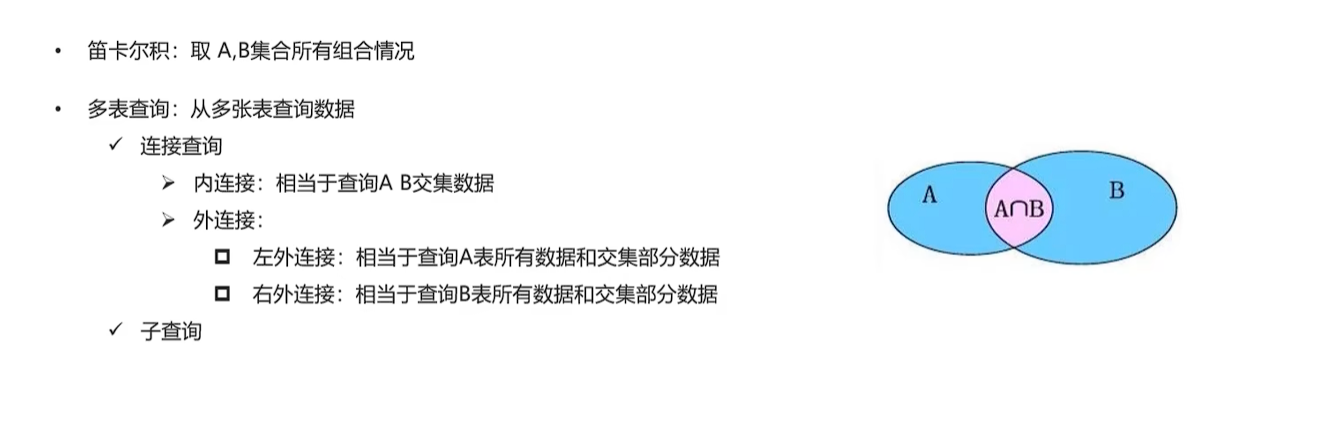 • 笛卡尔积：取 A,B集合所有组合情况
• 多表查询：从多张表查询数据
✓ 连接查询
➢ 内连接：相当于查询A B交集数据
➢ 外连接：
❑ 左外连接：相当于查询A表所有数据和交集部分数据
❑ 右外连接：相当于查询B表所有数据和交集部分数据
✓ 子查询
A
A∩B
B